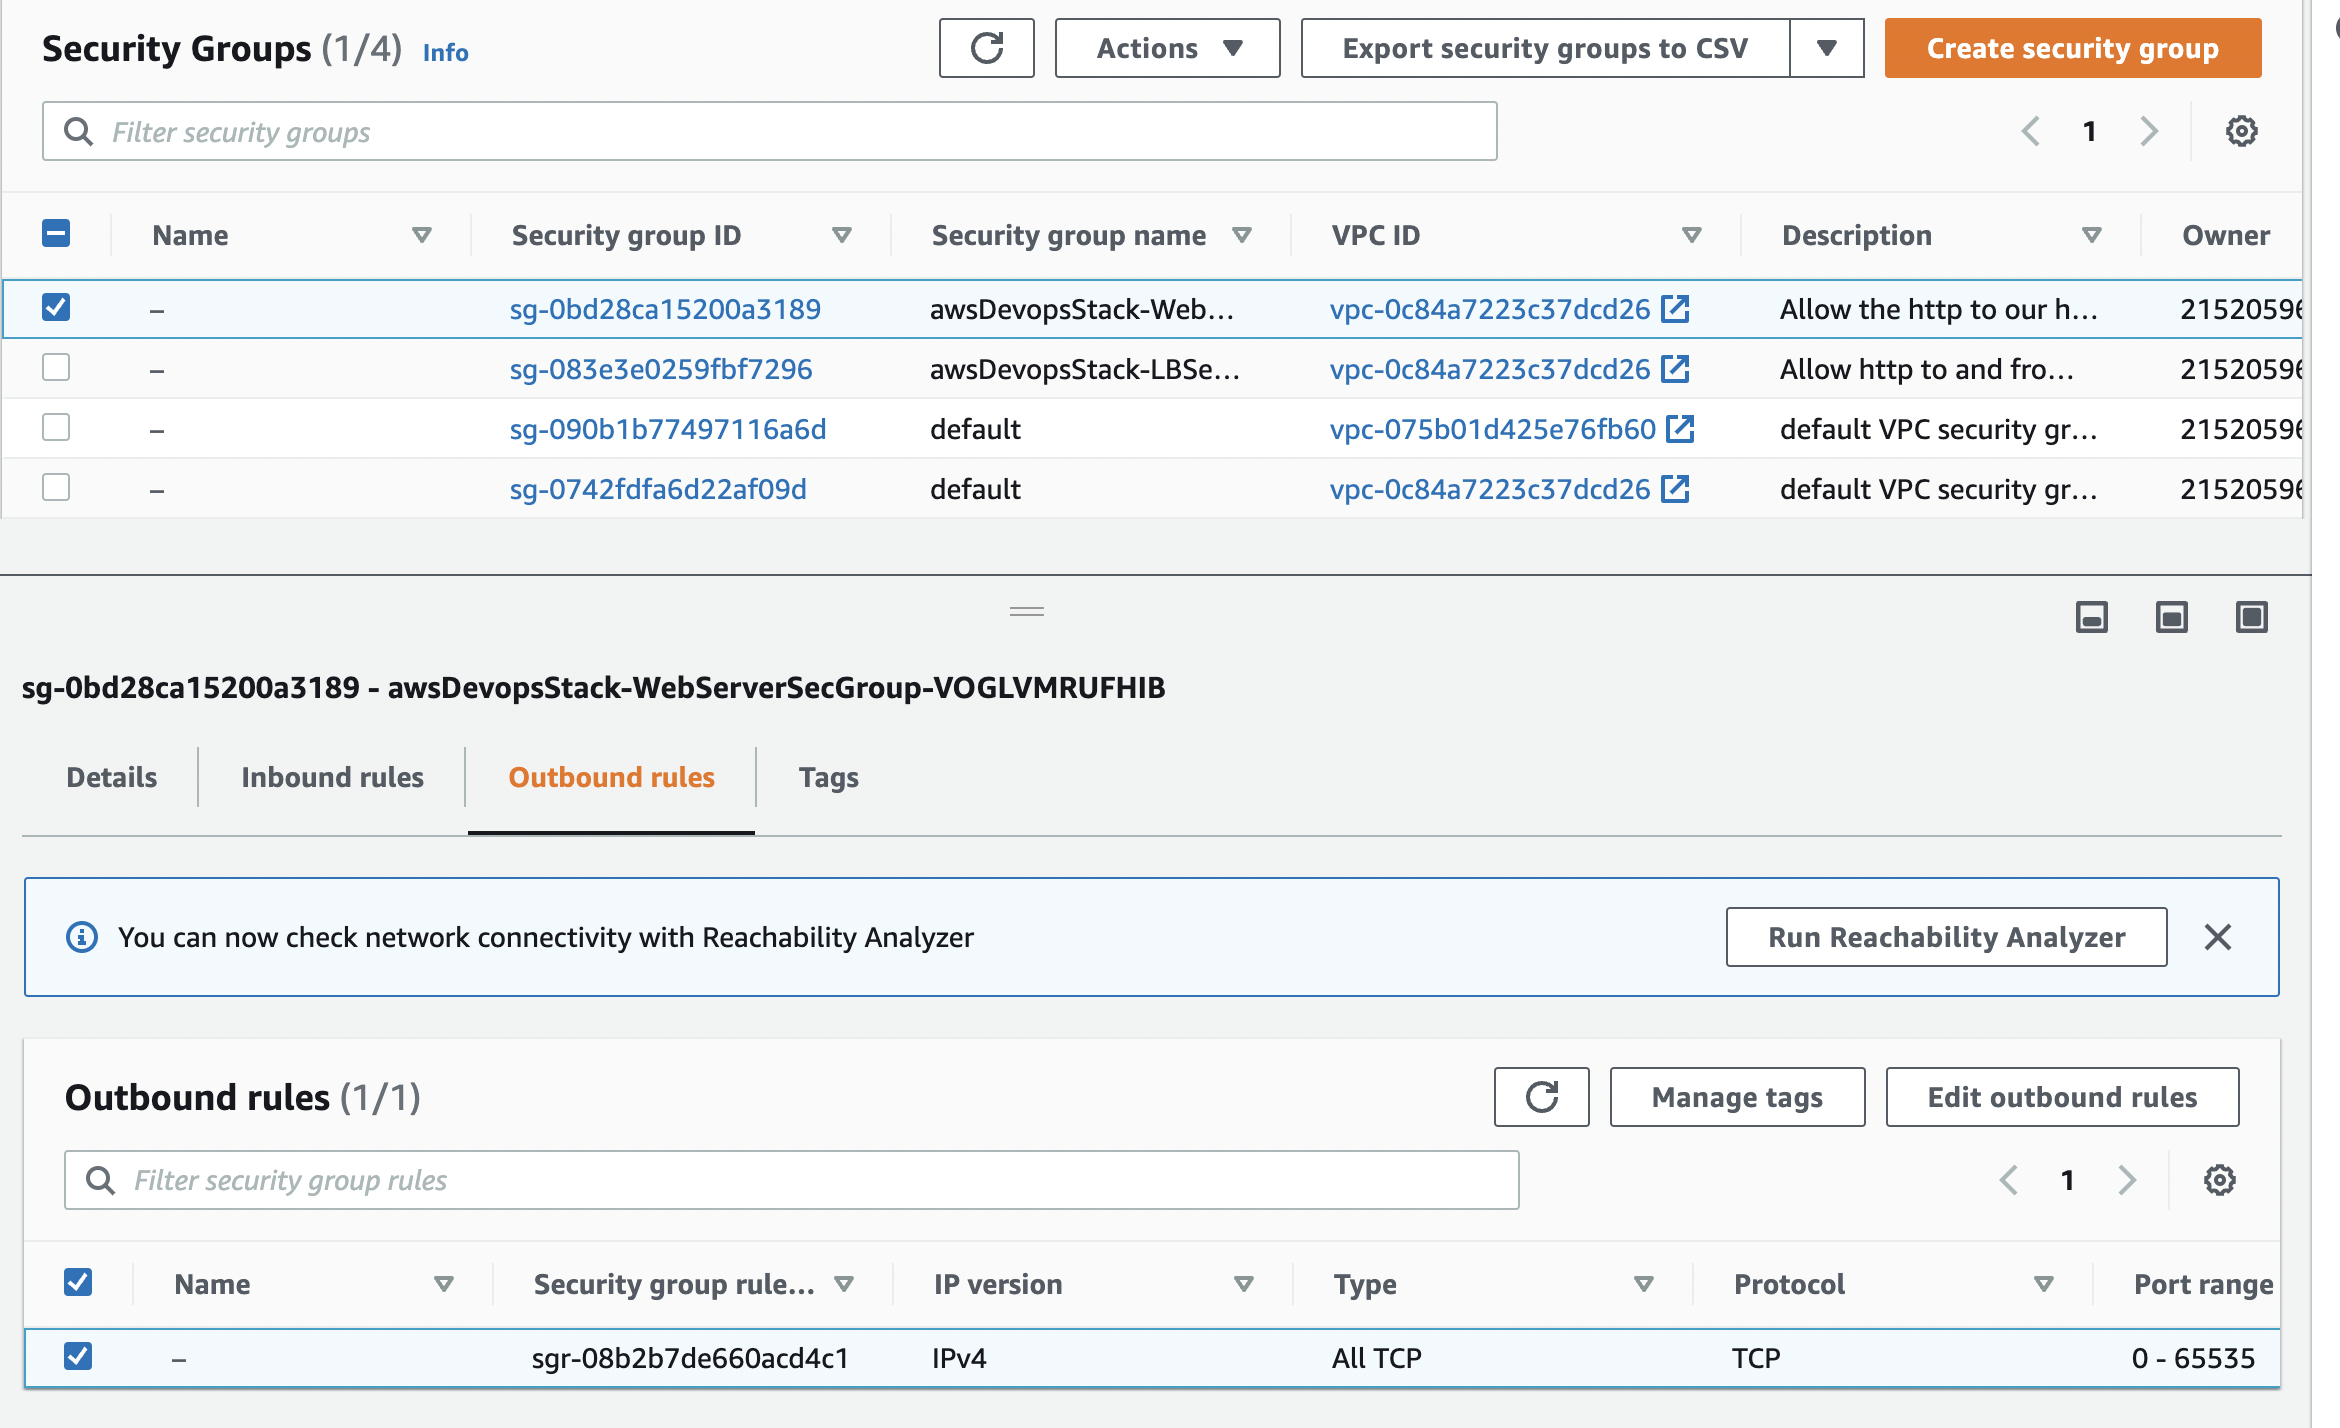 Security Groups (1/4) Info
Actions
Export security groups to CSV
Create security group
Filter security groups
1
Name Security group ID Security group name VPC ID Description Owner
– sg-0bd28ca15200a3189 awsDevopsStack-Web... vpc-0c84a7223c37dcd26 Allow the http to our h... 2152059
– sg-083e3e0259fbf7296 awsDevopsStack-LBSe... vpc-0c84a7223c37dcd26 Allow http to and fro... 2152059
– sg-090b1b77497116a6d default vpc-075b01d425e76fb60 default VPC security gr... 2152059
– sg-0742fdfa6d22af09d default vpc-0c84a7223c37dcd26 default VPC security gr... 2152059
sg-0bd28ca15200a3189 - awsDevopsStack-WebServerSecGroup-VOGLVMRUFHIB
Details Inbound rules Outbound rules Tags
You can now check network connectivity with Reachability Analyzer
Run Reachability Analyzer
Outbound rules (1/1)
Manage tags
Edit outbound rules
Filter security group rules
1
Name Security group rule... IP version Type Protocol Port range
– sgr-08b2b7de660acd4c1 IPv4 All TCP TCP 0 - 65535